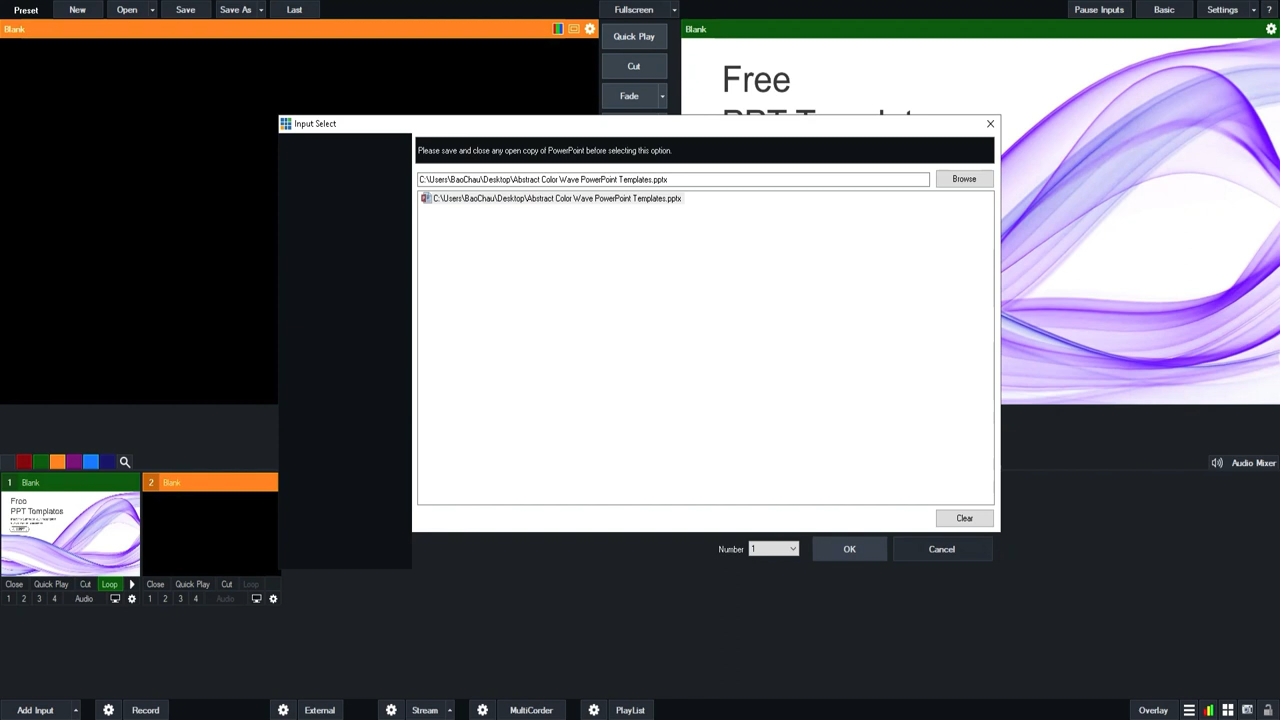 Preset New Open Save Save As Last Fullscreen Pause Inputs Basic Settings ?
Blank
Quick Play
Cut
Fade
Blank
Free
Input Select
Please save and close any open copy of PowerPoint before selecting this option.
C:\Users\BaoChau\Desktop\Abstract Color Wave PowerPoint Templates.pptx
Browse
C:\Users\BaoChau\Desktop\Abstract Color Wave PowerPoint Templates.pptx
Clear
Number 1 OK Cancel
Audio Mixer
1 Blank
Free
PPT Templates
Close Quick Play Cut Loop
1 2 3 4 Audio
2 Blank
Close Quick Play Cut Loop
1 2 3 4 Audio
Add Input Record External Stream MultiCorder PlayList Overlay